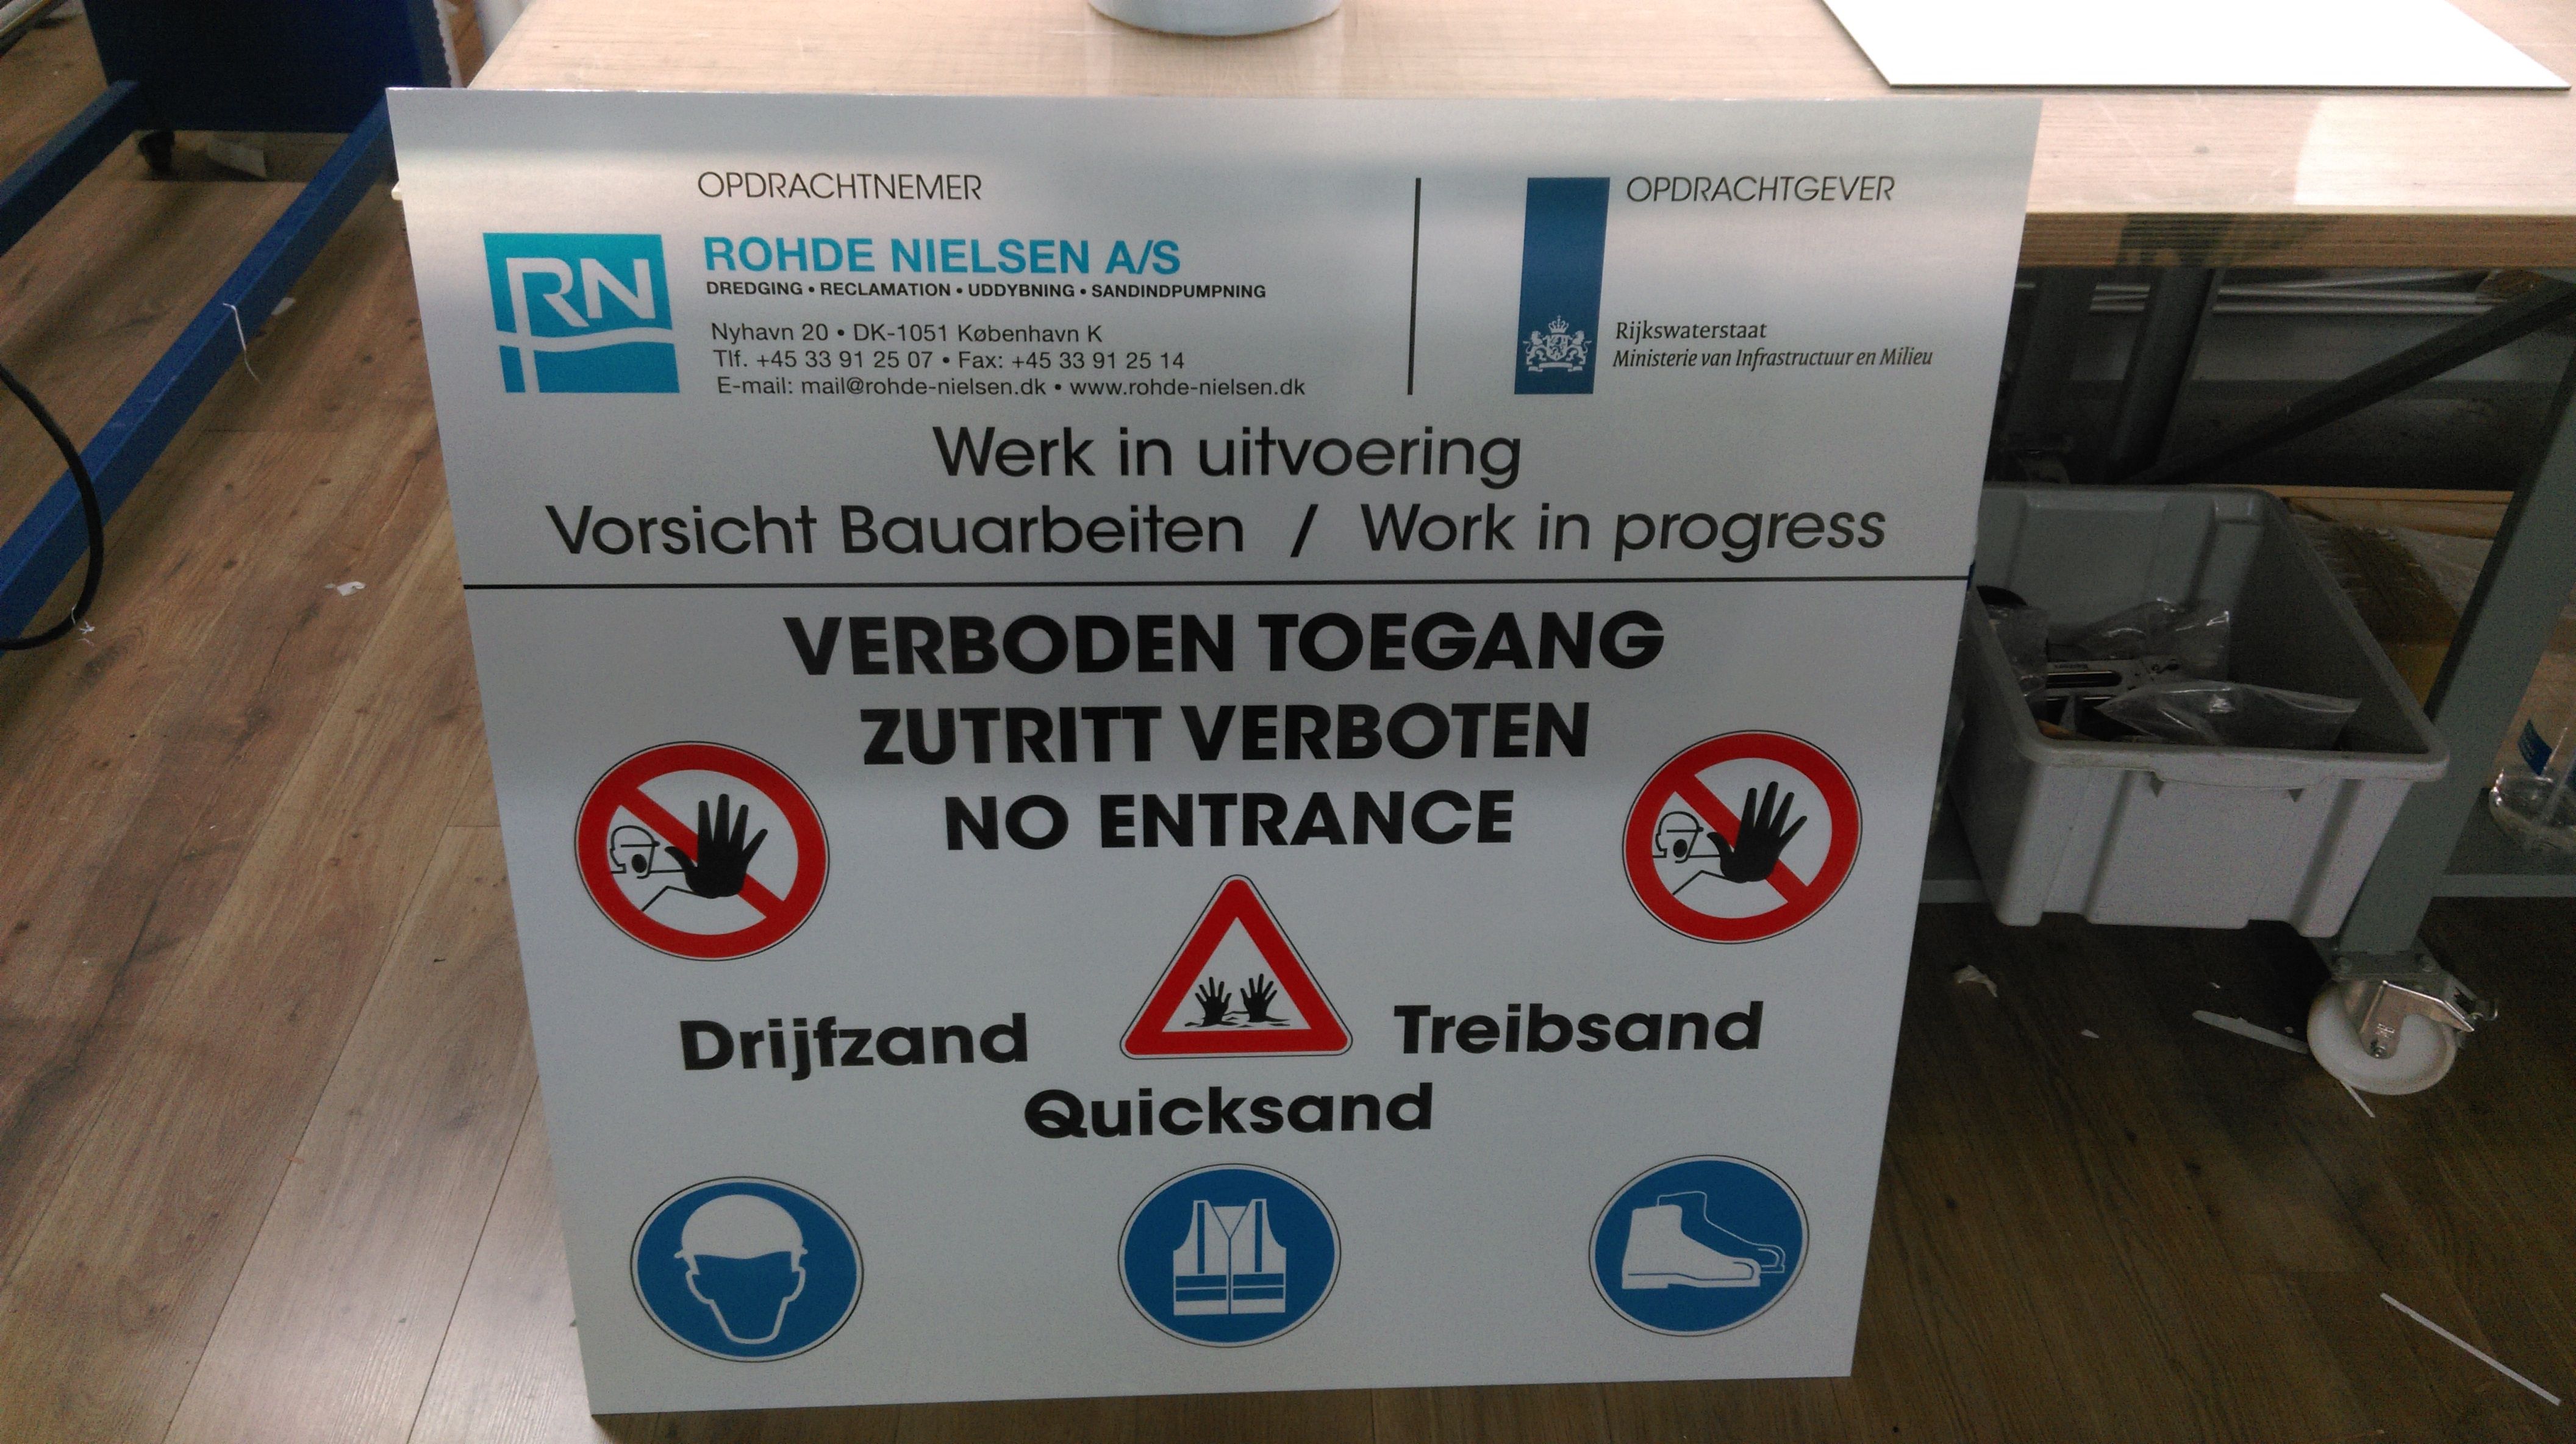 OPDRACHTNEMER
RN
ROHDE NIELSEN A/S
DREDGING • RECLAMATION • UDDYBNING • SANDINDPUMPNING
Nyhavn 20 • DK-1051 København K
Tlf. +45 33 91 25 07 • Fax: +45 33 91 25 14
E-mail: mail@rohde-nielsen.dk • www.rohde-nielsen.dk
OPDRACHTGEVER
Rijkswaterstaat
Ministerie van Infrastructuur en Milieu
Werk in uitvoering
Vorsicht Bauarbeiten / Work in progress
VERBODEN TOEGANG
ZUTRITT VERBOTEN
NO ENTRANCE
Drijfzand
Treibsand
Quicksand